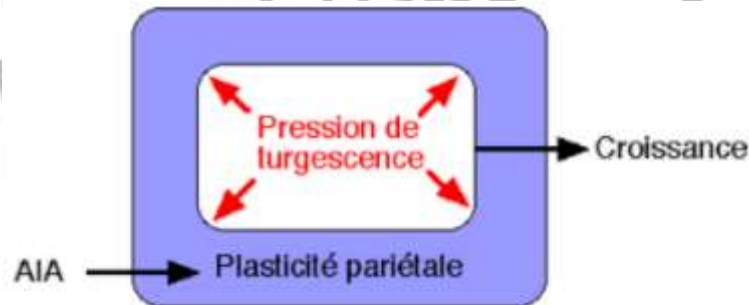 Pression de
turgescence
Croissance
AIA
Plasticité pariétale